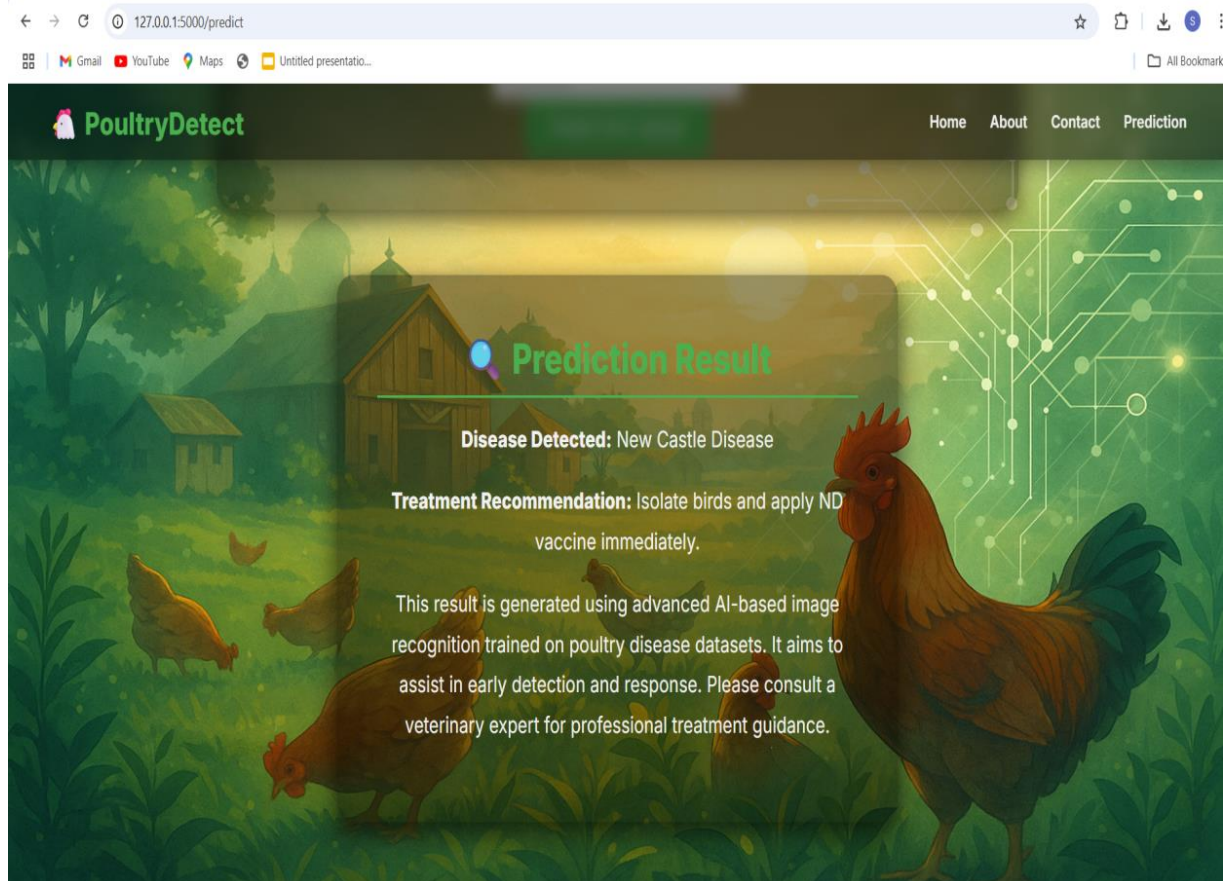 127.0.0.1:5000/predict
S
Gmail YouTube Maps Untitled presentatio... All Bookmark
PoultryDetect Home About Contact Prediction
Prediction Result
Disease Detected: New Castle Disease
Treatment Recommendation: Isolate birds and apply ND
vaccine immediately.
This result is generated using advanced AI-based image
recognition trained on poultry disease datasets. It aims to
assist in early detection and response. Please consult a
veterinary expert for professional treatment guidance.